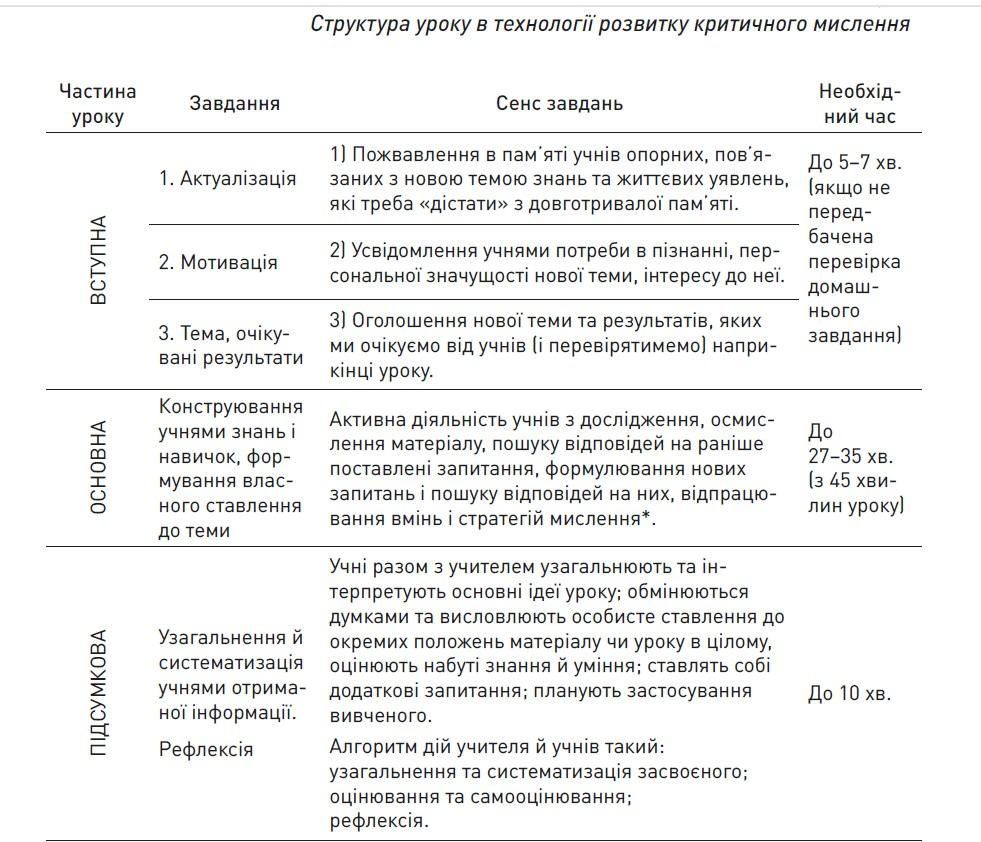 Структура уроку в технології розвитку критичного мислення
Частина
уроку
Завдання
Сенс завдань
Необхід-
ний час
ВСТУПНА
1. Актуалізація
1) Пожвавлення в пам’яті учнів опорних, пов’я-
заних з новою темою знань та життєвих уявлень,
які треба «дістати» з довготривалої пам’яті.
До 5–7 хв.
(якщо не
перед-
бачена
перевірка
домаш-
нього
завдання)
2. Мотивація
2) Усвідомлення учнями потреби в пізнанні, пер-
сональної значущості нової теми, інтересу до неї.
3. Тема, очіку-
вані результати
3) Оголошення нової теми та результатів, яких
ми очікуємо від учнів (і перевірятимемо) напри-
кінці уроку.
ОСНОВНА
Конструювання
учнями знань і
навичок, фор-
мування влас-
ного ставлення
до теми
Активна діяльність учнів з дослідження, осмис-
лення матеріалу, пошуку відповідей на раніше
поставлені запитання, формулювання нових
запитань і пошуку відповідей на них, відпрацю-
вання вмінь і стратегій мислення*.
До
27–35 хв.
(з 45 хви-
лин уроку)
ПІДСУМКОВА
Узагальнення й
систематизація
учнями отрима-
ної інформації.
Рефлексія
Учні разом з учителем узагальнюють та ін-
терпретують основні ідеї уроку; обмінюються
думками та висловлюють особисте ставлення до
окремих положень матеріалу чи уроку в цілому,
оцінюють набуті знання й уміння; ставлять собі
додаткові запитання; планують застосування
вивченого.
Алгоритм дій учителя й учнів такий:
узагальнення та систематизація засвоєного;
оцінювання та самооцінювання;
рефлексія.
До 10 хв.